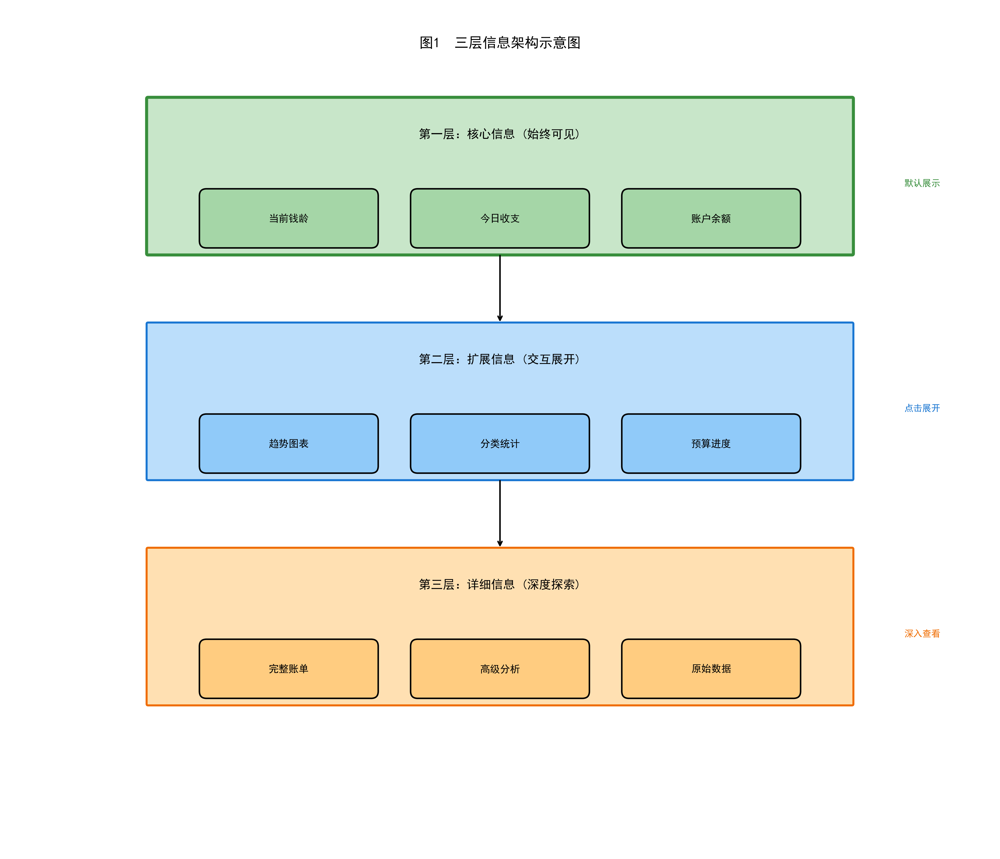 图1　三层信息架构示意图
第一层：核心信息（始终可见）
默认展示
当前钱龄
今日收支
账户余额
第二层：扩展信息（交互展开）
点击展开
趋势图表
分类统计
预算进度
第三层：详细信息（深度探索）
深入查看
完整账单
高级分析
原始数据